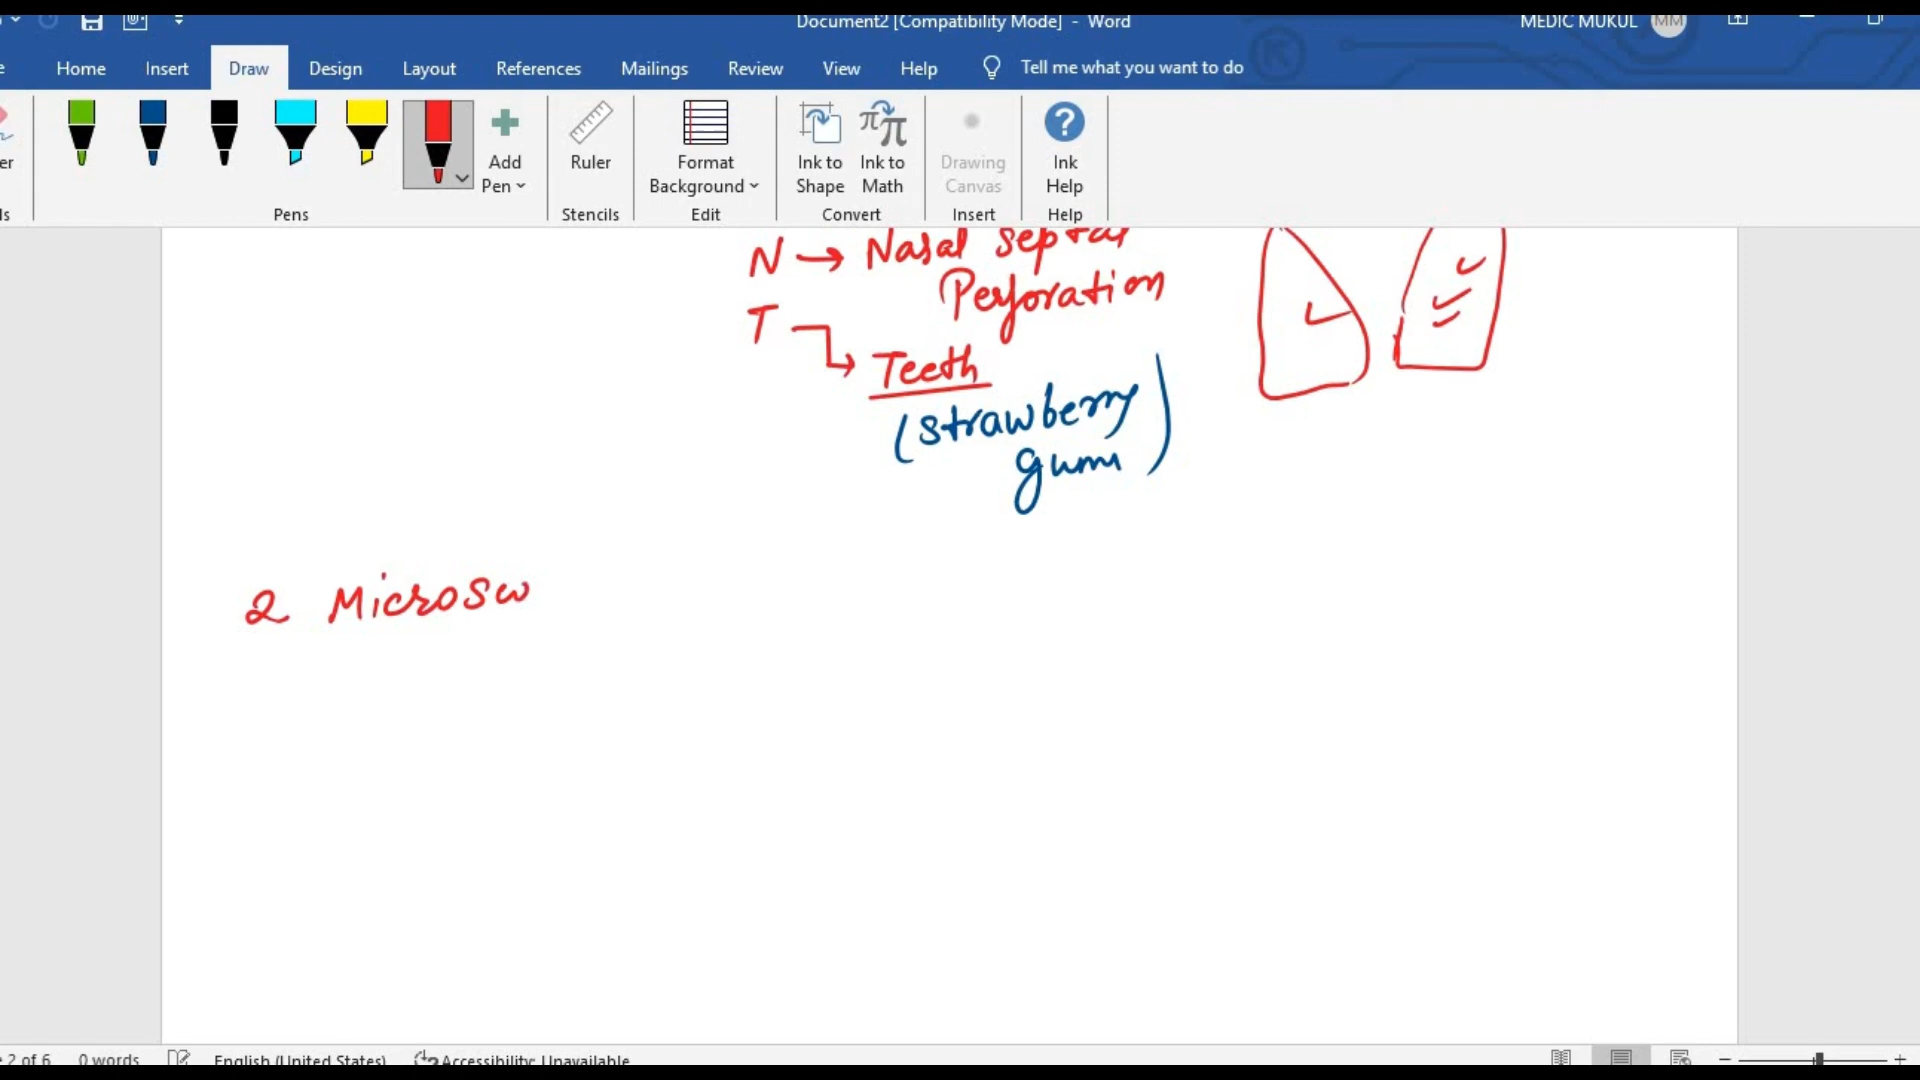 Document2 [Compatibility Mode] - Word
MEDIC MUKUL MM
Home Insert Draw Design Layout References Mailings Review View Help Tell me what you want to do
Add Pen
Ruler
Format Background
Ink to Shape
Ink to Math
Drawing Canvas
Ink Help
Pens Stencils Edit Convert Insert Help
N → Nasal Septal
Perforation
T
Teeth
(strawberry
gums)
2 Microsco
2 of 6 0 words English (United States) Accessibility: Unavailable